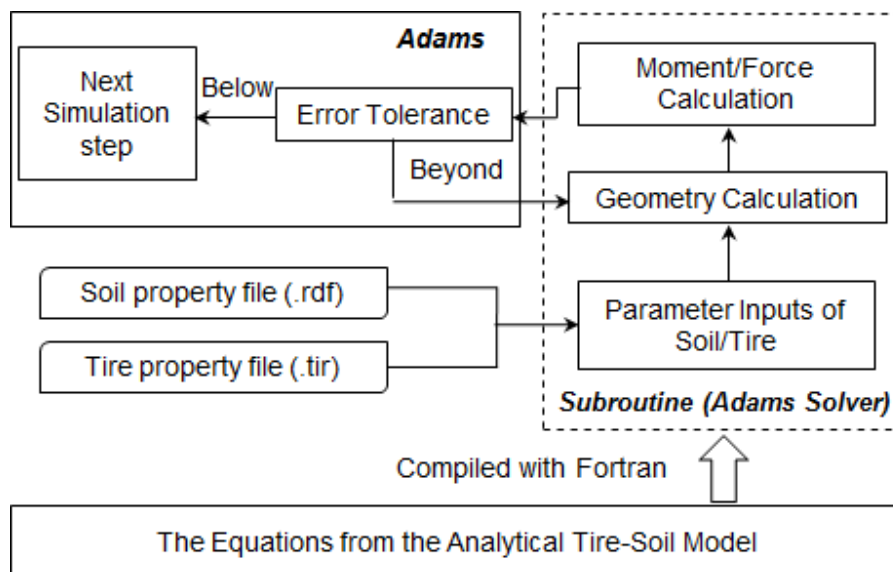 Adams
Next
Simulation
step
Below
Error Tolerance
Beyond
Moment/Force
Calculation
Geometry Calculation
Soil property file (.rdf)
Tire property file (.tir)
Parameter Inputs of
Soil/Tire
Subroutine (Adams Solver)
Compiled with Fortran
The Equations from the Analytical Tire-Soil Model